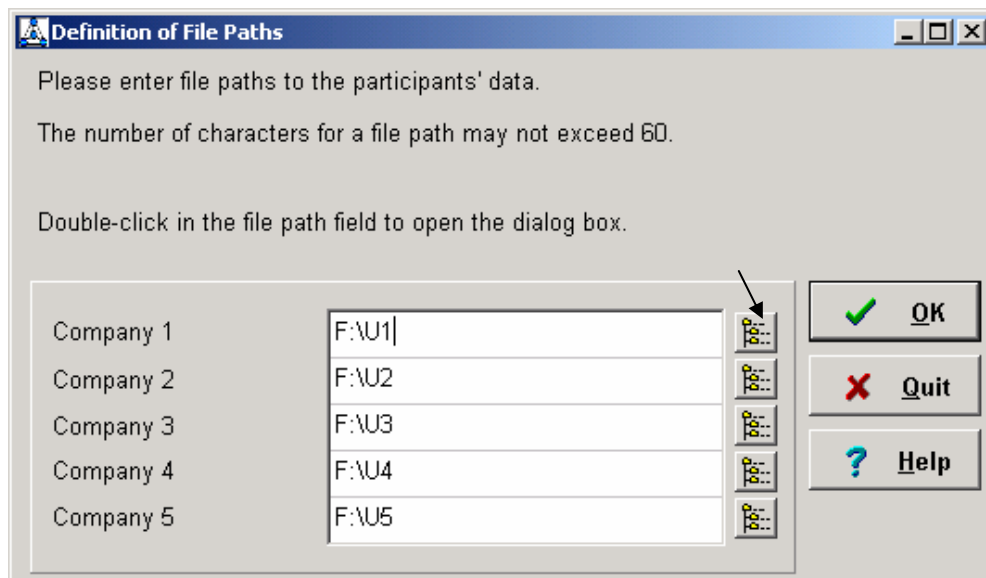 Definition of File Paths
Please enter file paths to the participants' data.
The number of characters for a file path may not exceed 60.
Double-click in the file path field to open the dialog box.
Company 1 F:\U1 OK
Company 2 F:\U2 Quit
Company 3 F:\U3
Company 4 F:\U4 ? Help
Company 5 F:\U5